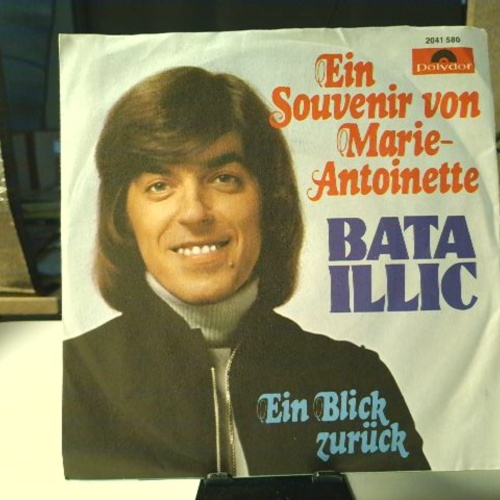 2041 580
Polydor
Ein
Souvenir von
Marie-
Antoinette
BATA
ILLIC
Ein Blick
zurück